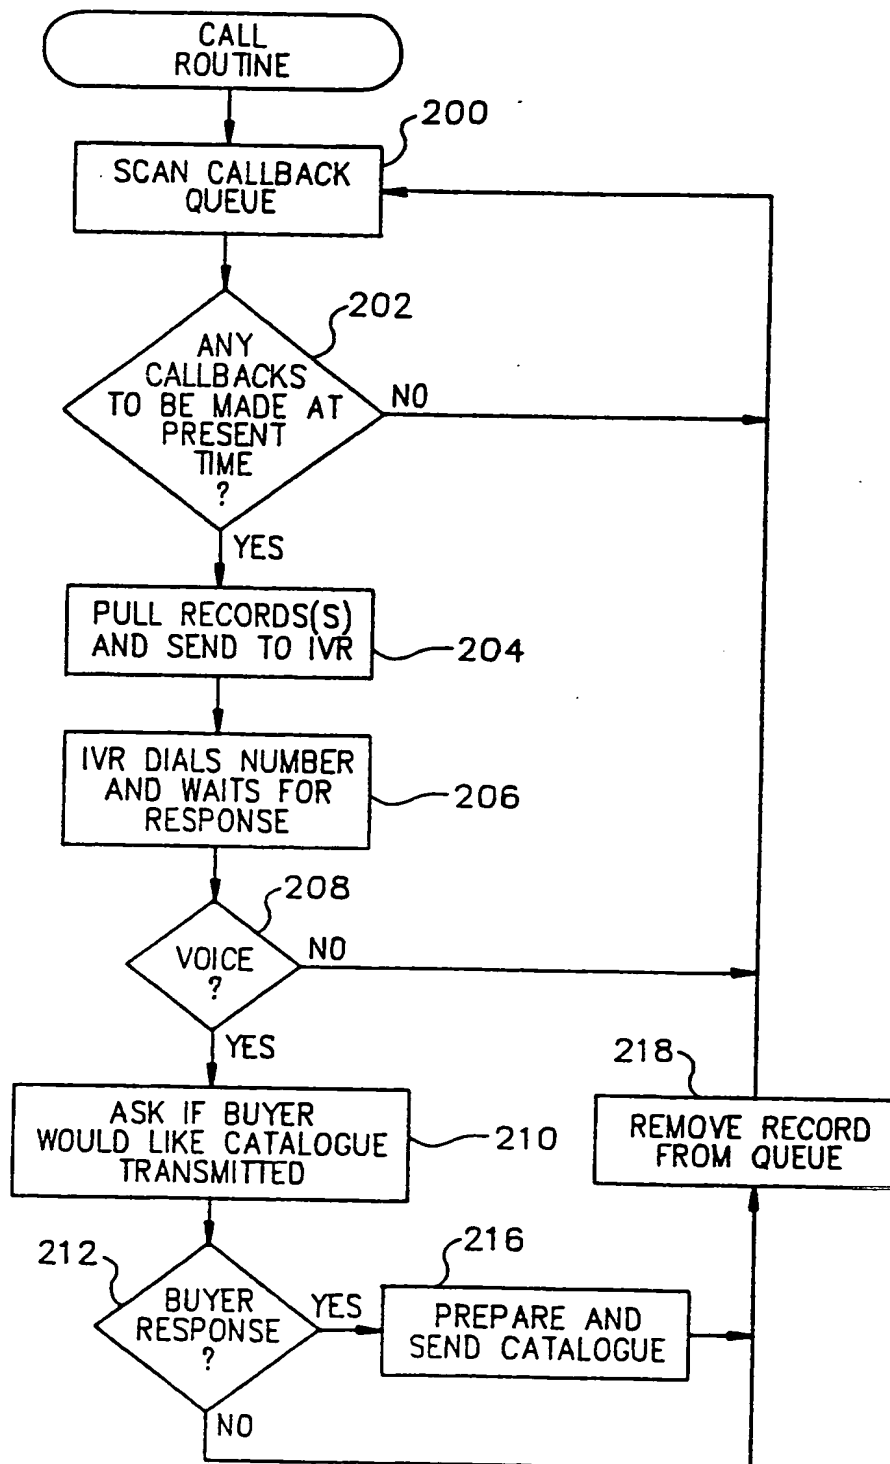 CALL
ROUTINE
200
SCAN CALLBACK
QUEUE
202
ANY
CALLBACKS
TO BE MADE AT
PRESENT
TIME
?
NO
YES
PULL RECORDS(S)
AND SEND TO IVR
204
IVR DIALS NUMBER
AND WAITS FOR
RESPONSE
206
208
VOICE
?
NO
YES
218
ASK IF BUYER
WOULD LIKE CATALOGUE
TRANSMITTED
210
REMOVE RECORD
FROM QUEUE
212
216
BUYER
RESPONSE
?
YES
PREPARE AND
SEND CATALOGUE
NO